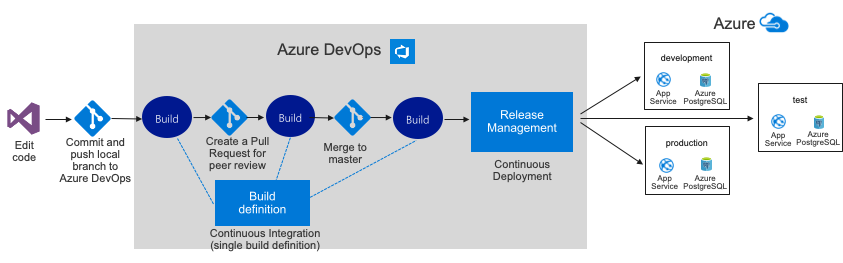 Azure DevOps
Azure
Edit
code
Commit and
push local
branch to
Azure DevOps
Build
Create a Pull
Request for
peer review
Build
Merge to
master
Build
Build
definition
Continuous Integration
(single build definition)
Release
Management
Continuous
Deployment
development
App
Service
Azure
PostgreSQL
test
App
Service
Azure
PostgreSQL
production
App
Service
Azure
PostgreSQL